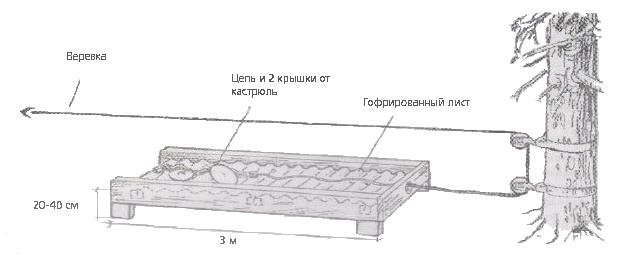 Веревка
Цепь и 2 крышки от
кастрюль
Гофрированный лист
20-40 см
3 м